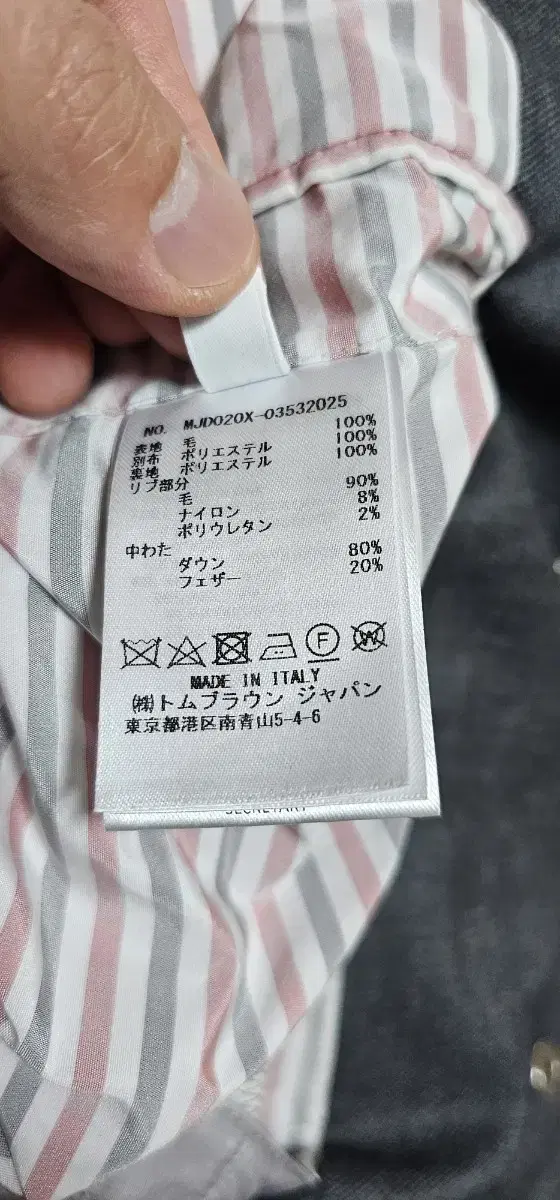 NO. MJD020X-03532025
表地 毛 100%
別布 ポリエステル 100%
裏地 ポリエステル 100%
リブ部分
毛 90%
ナイロン 8%
ポリウレタン 2%
中わた
ダウン 80%
フェザー 20%
F W
MADE IN ITALY
㈱トムブラウン ジャパン
東京都港区南青山5-4-6
SECRETARY